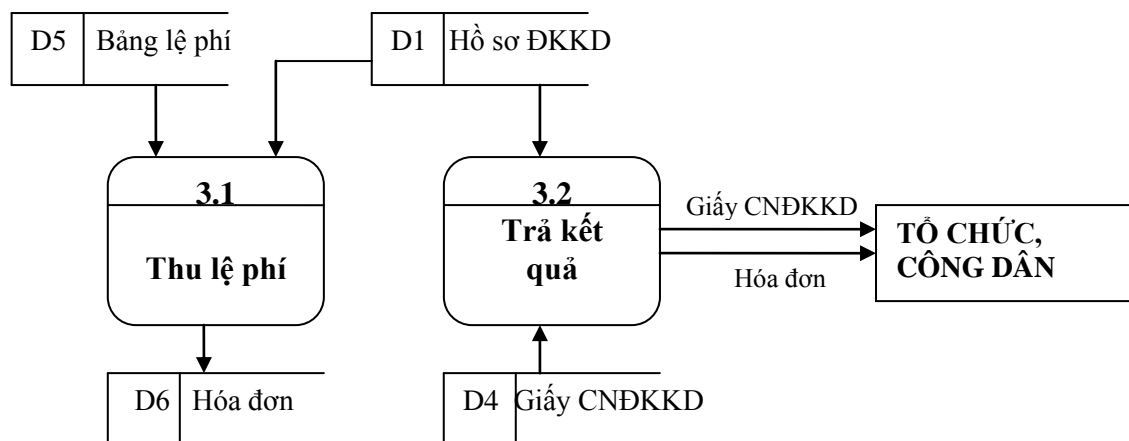 D5 Bảng lệ phí
D1 Hồ sơ ĐKKD
3.1
Thu lệ phí
3.2
Trả kết
quả
Giấy CNĐKKD
Hóa đơn
TỔ CHỨC,
CÔNG DÂN
D6 Hóa đơn
D4 Giấy CNĐKKD